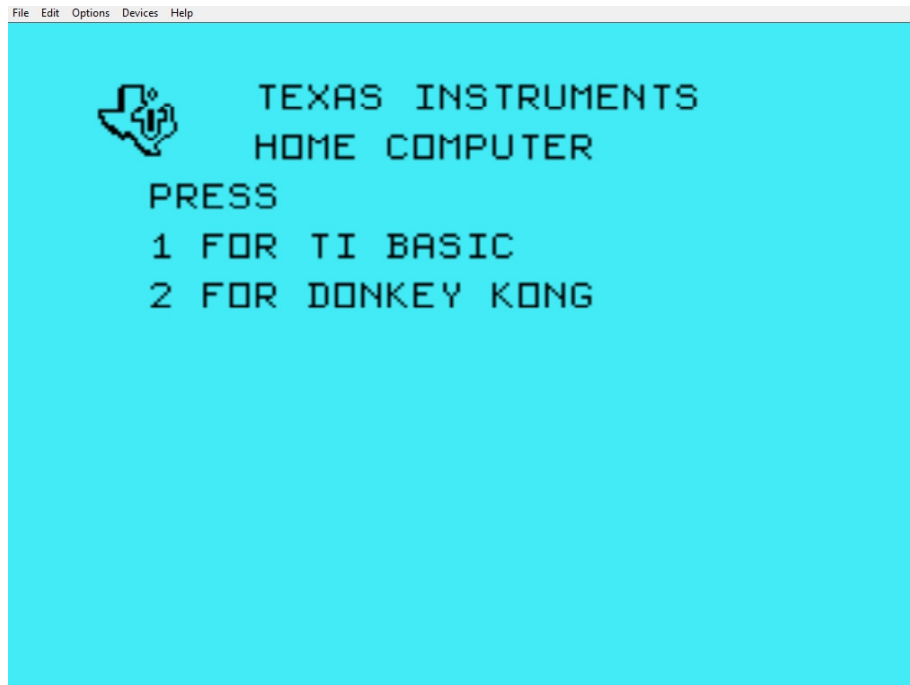 File Edit Options Devices Help
TEXAS INSTRUMENTS
HOME COMPUTER
PRESS
1 FOR TI BASIC
2 FOR DONKEY KONG